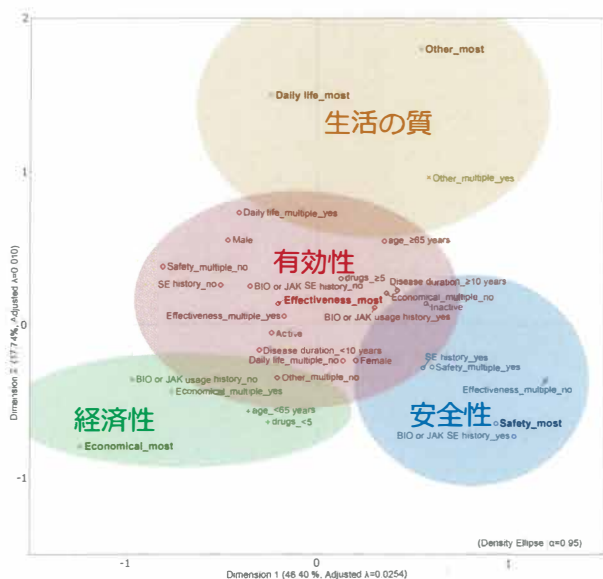 2
Other_most
Daily life_most
生活の質
1
Other_multiple_yes
Daily life_multiple_yes
Male
age_≥65 years
有効性
Safety_multiple_no
drugs_≥5
SE history_no
BIO or JAK SE history_no
Disease duration_≥10 years
Effectiveness_most
Economical_multiple_no
Inactive
Effectiveness_multiple_yes
BIO or JAK usage history_yes
0
Active
Disease duration_<10 years
Daily life_multiple_no
Female
SE history_yes
Safety_multiple_yes
BIO or JAK usage history_no
Other_multiple_no
Effectiveness_multiple_no
Economical_multiple_yes
経済性
age_<65 years
安全性
drugs_<5
Safety_most
Economical_most
BIO or JAK SE history_yes
-1
(Density Ellipse α=0.95)
-1
0
1
Dimension 1 (46.40 %, Adjusted λ=0.0254)